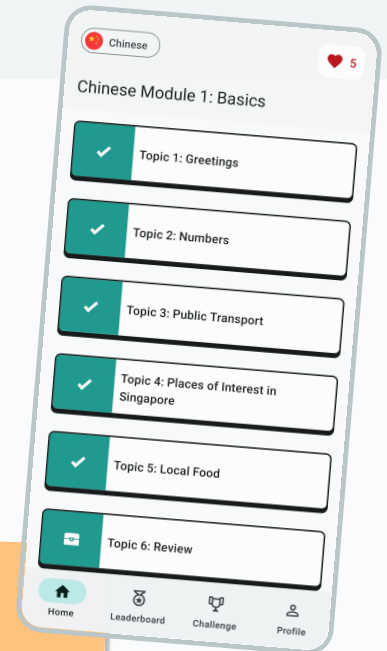 Chinese
5
Chinese Module 1: Basics
Topic 1: Greetings
Topic 2: Numbers
Topic 3: Public Transport
Topic 4: Places of Interest in
Singapore
Topic 5: Local Food
Topic 6: Review
Home
Leaderboard
Challenge
Profile